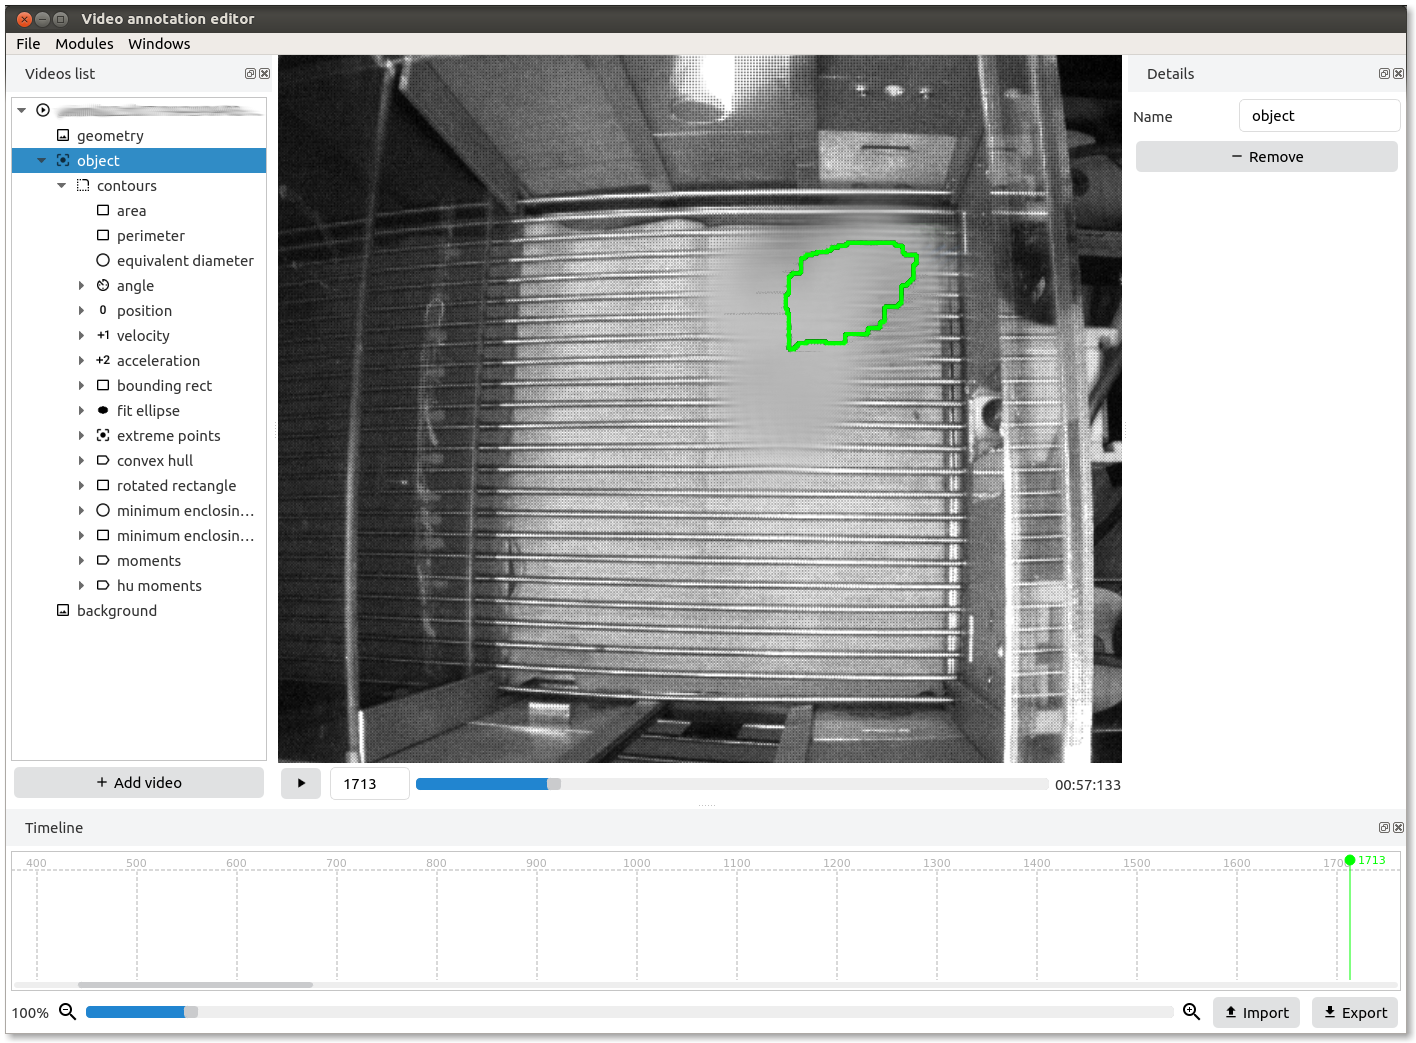 Video annotation editor
File Modules Windows
Videos list
geometry
object
contours
area
perimeter
equivalent diameter
angle
0 position
+1 velocity
+2 acceleration
bounding rect
fit ellipse
extreme points
convex hull
rotated rectangle
minimum enclosin...
minimum enclosin...
moments
hu moments
background
+ Add video
1713
00:57:133
Details
Name object
− Remove
Timeline
400 500 600 700 800 900 1000 1100 1200 1300 1400 1500 1600 170 1713
100%
Import Export